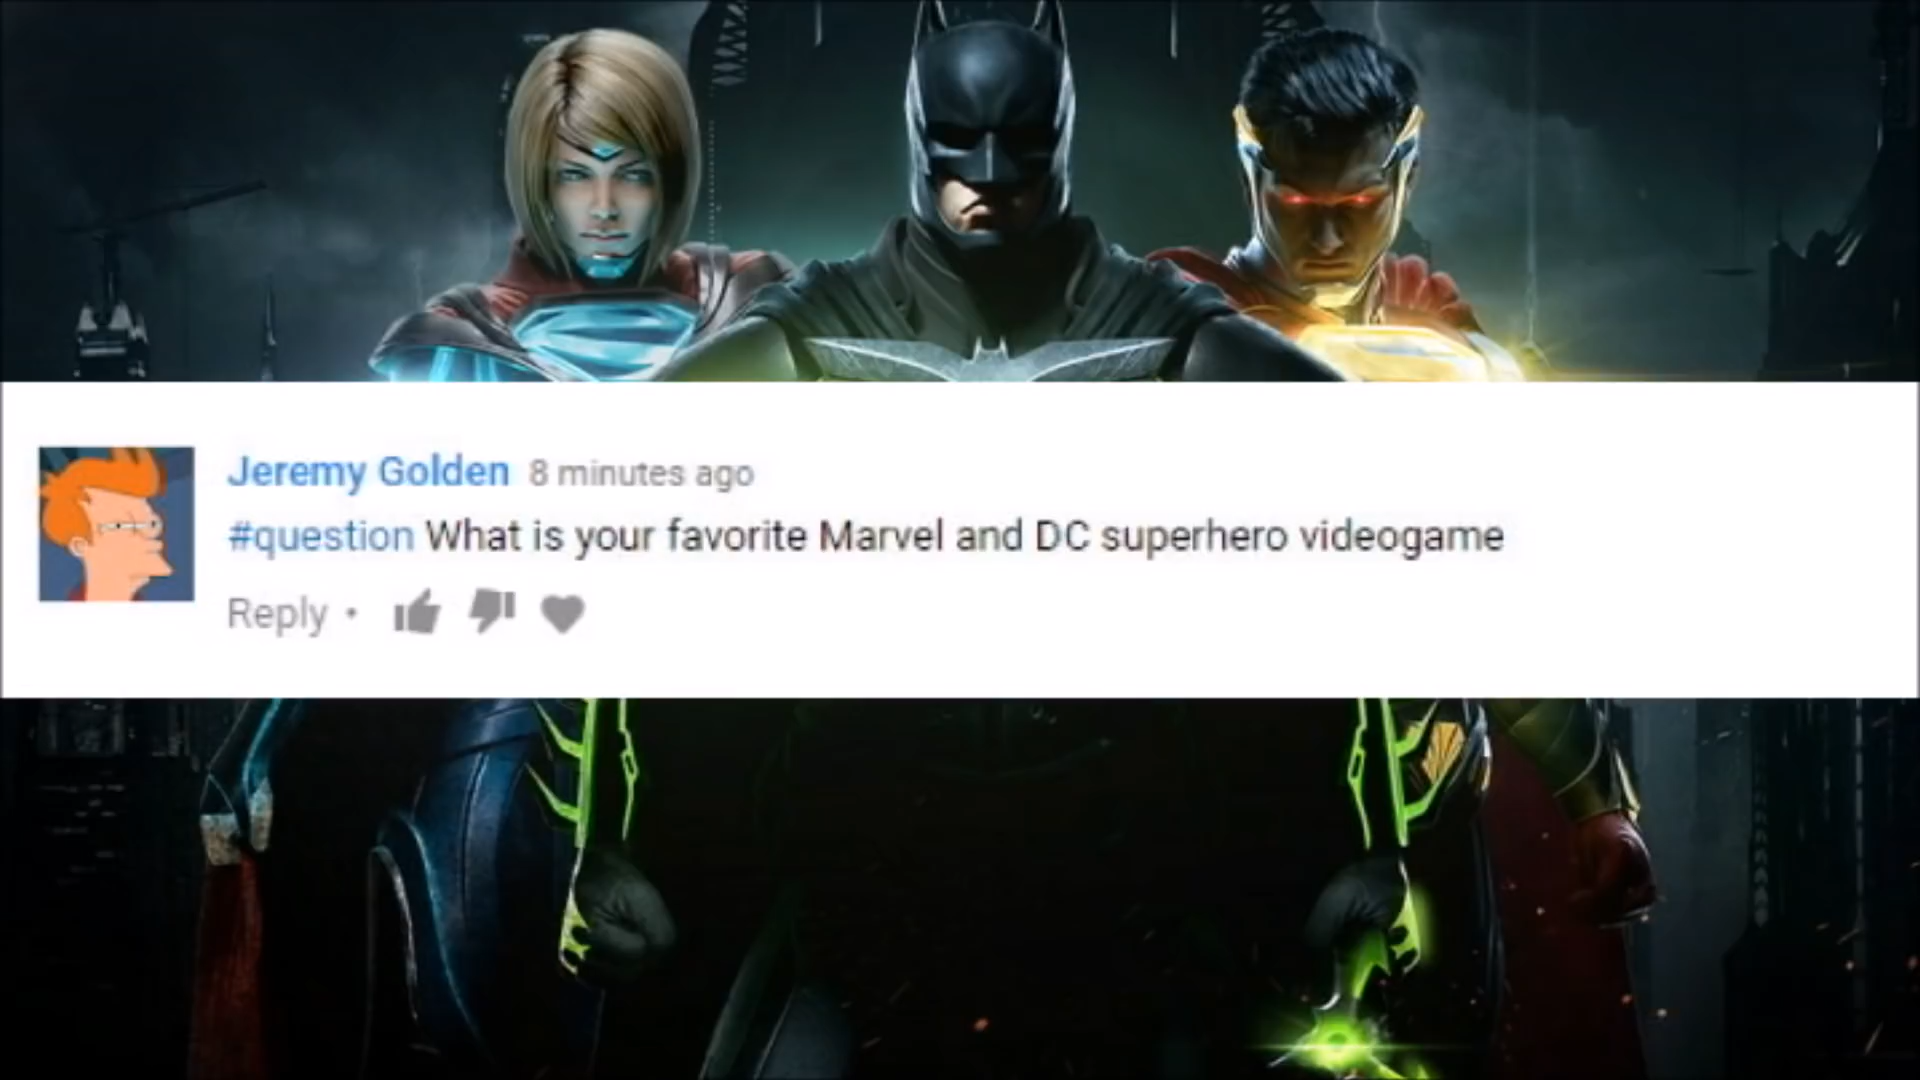 Jeremy Golden 8 minutes ago
#question What is your favorite Marvel and DC superhero videogame
Reply •